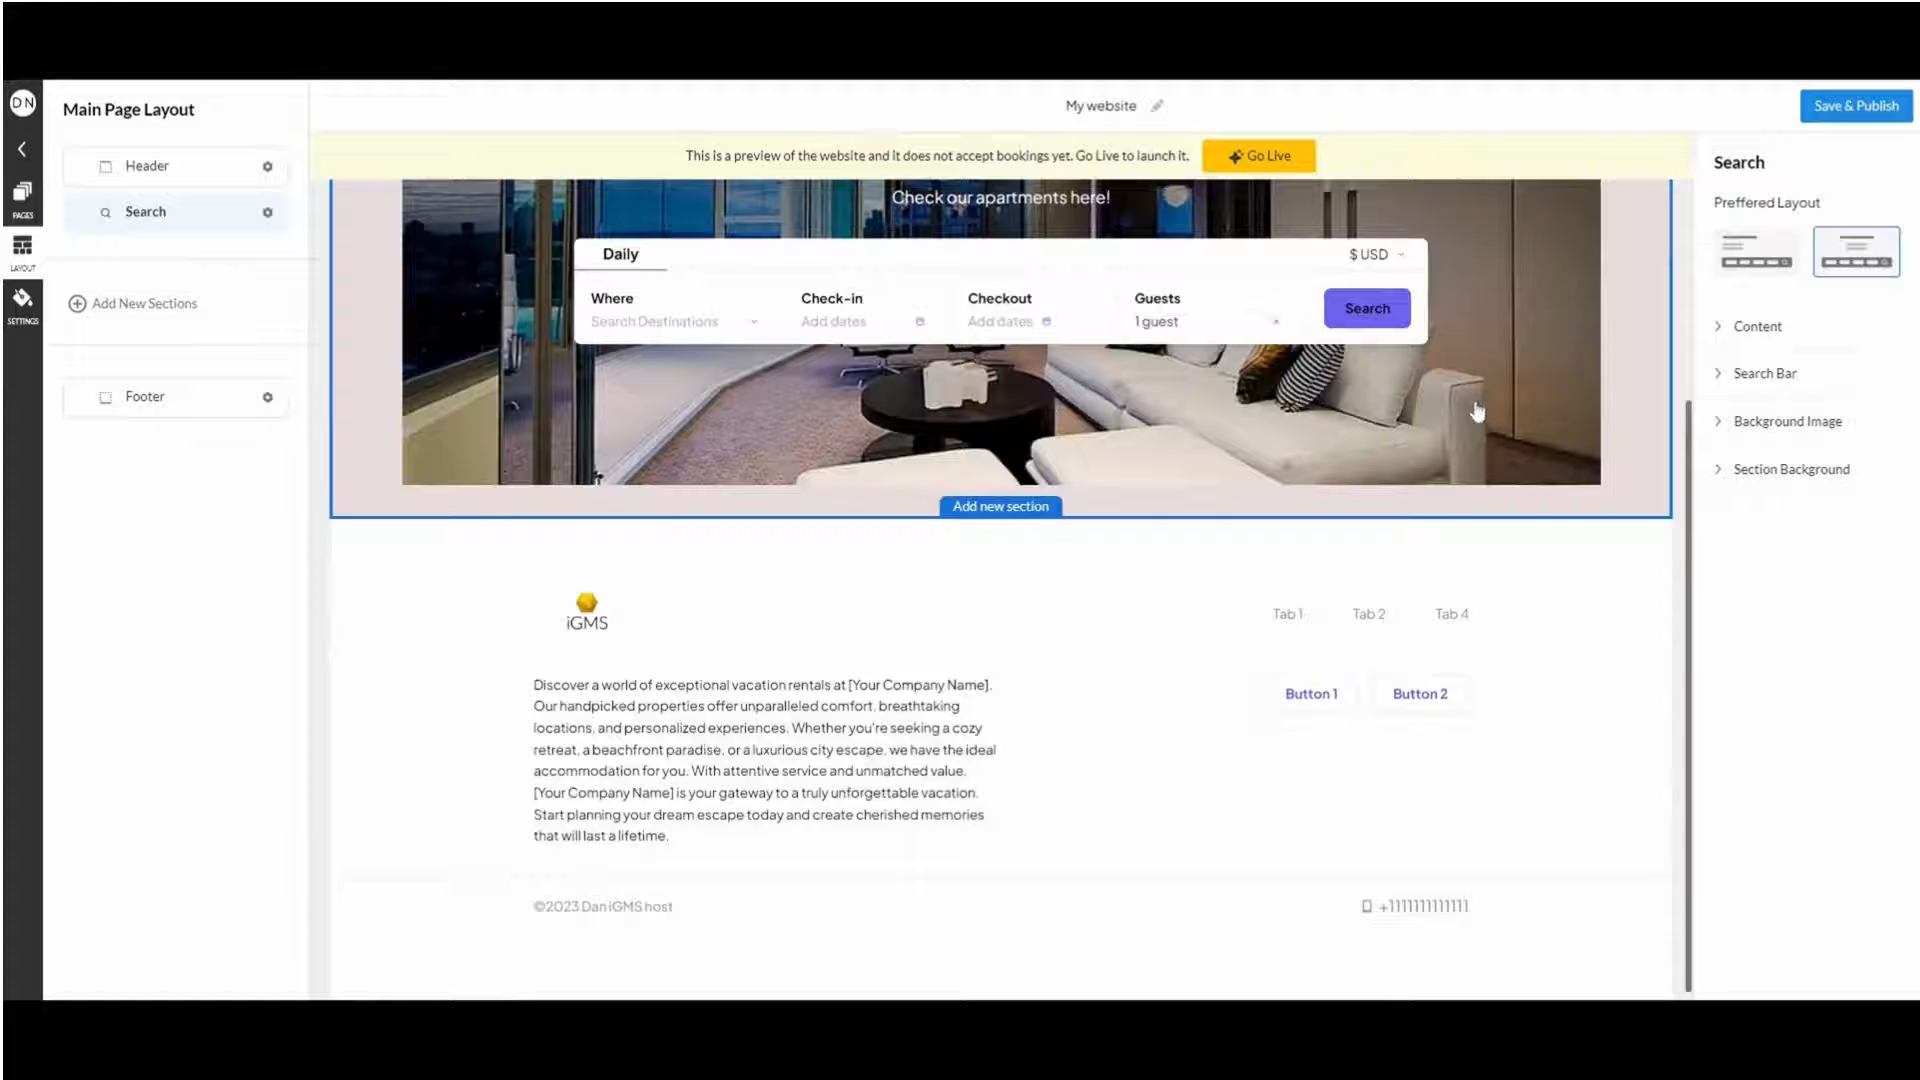 DN
Main Page Layout
My website
Save & Publish
Header
Search
PAGES
LAYOUT
SETTINGS
Add New Sections
Footer
This is a preview of the website and it does not accept bookings yet. Go Live to launch it.
Go Live
Check our apartments here!
Daily
$ USD
Where
Check-in
Checkout
Guests
Search Destinations
Add dates
Add dates
1 guest
Search
Add new section
iGMS
Tab 1
Tab 2
Tab 4
Discover a world of exceptional vacation rentals at [Your Company Name].
Our handpicked properties offer unparalleled comfort, breathtaking
locations, and personalized experiences. Whether you're seeking a cozy
retreat, a beachfront paradise, or a luxurious city escape, we have the ideal
accommodation for you. With attentive service and unmatched value,
[Your Company Name] is your gateway to a truly unforgettable vacation.
Start planning your dream escape today and create cherished memories
that will last a lifetime.
Button 1
Button 2
©2023 Dan iGMS host
+1111111111111
Search
Preffered Layout
Content
Search Bar
Background Image
Section Background